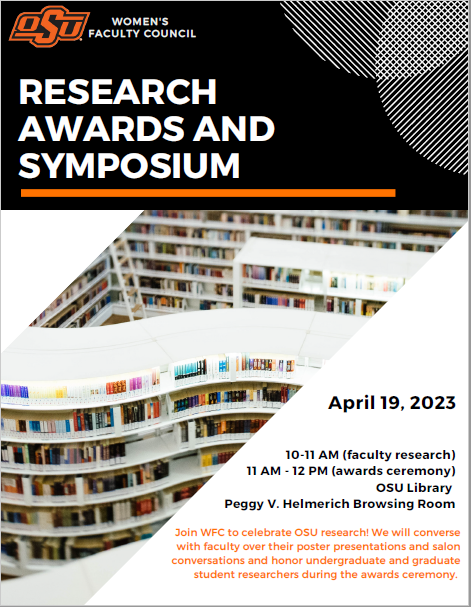 OSU
WOMEN'S
FACULTY COUNCIL
RESEARCH
AWARDS AND
SYMPOSIUM
April 19, 2023
10-11 AM (faculty research)
11 AM - 12 PM (awards ceremony)
OSU Library
Peggy V. Helmerich Browsing Room
Join WFC to celebrate OSU research! We will converse
with faculty over their poster presentations and salon
conversations and honor undergraduate and graduate
student researchers during the awards ceremony.